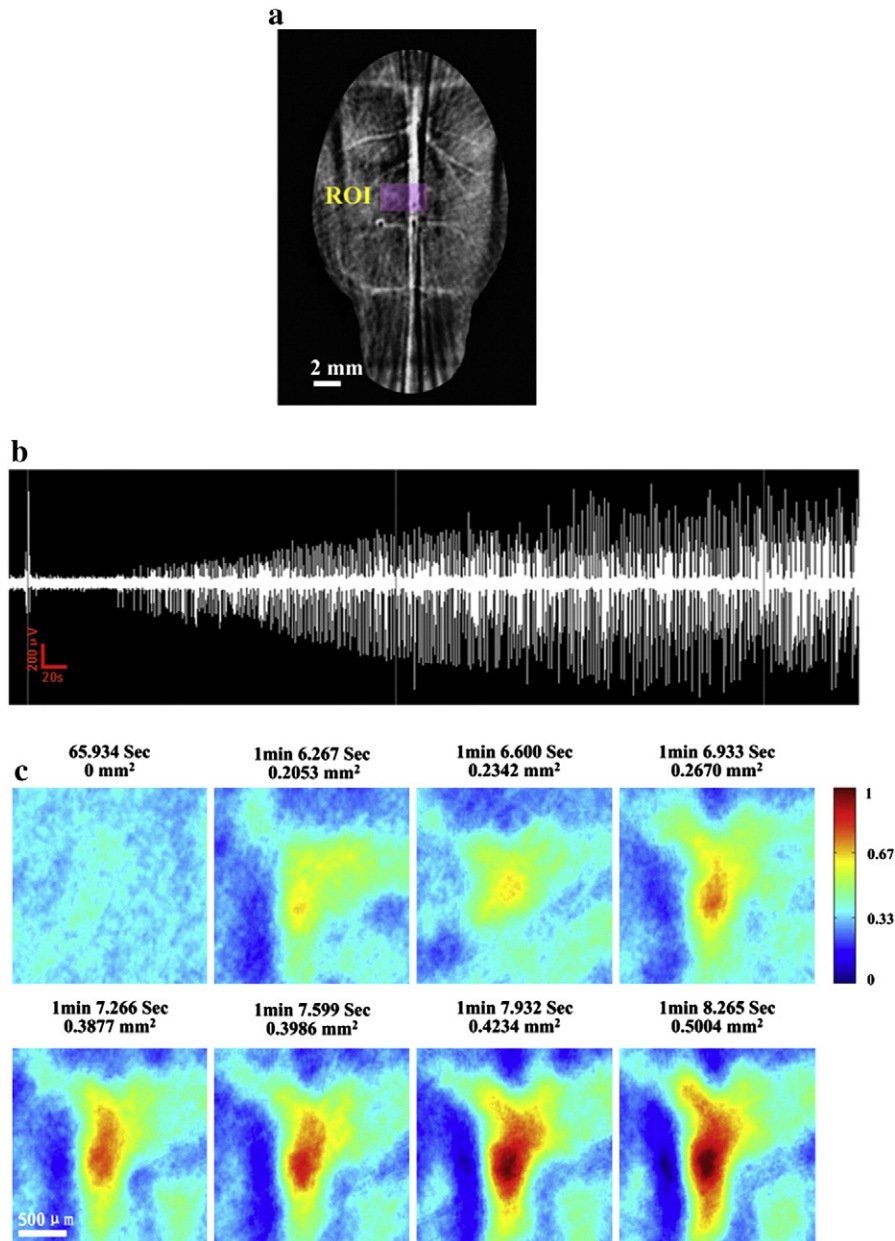 a
ROI
2 mm
b
200 μV
20s
c
65.934 Sec
0 mm²
1min 6.267 Sec
0.2053 mm²
1min 6.600 Sec
0.2342 mm²
1min 6.933 Sec
0.2670 mm²
1
0.67
0.33
0
1min 7.266 Sec
0.3877 mm²
1min 7.599 Sec
0.3986 mm²
1min 7.932 Sec
0.4234 mm²
1min 8.265 Sec
0.5004 mm²
500 μm